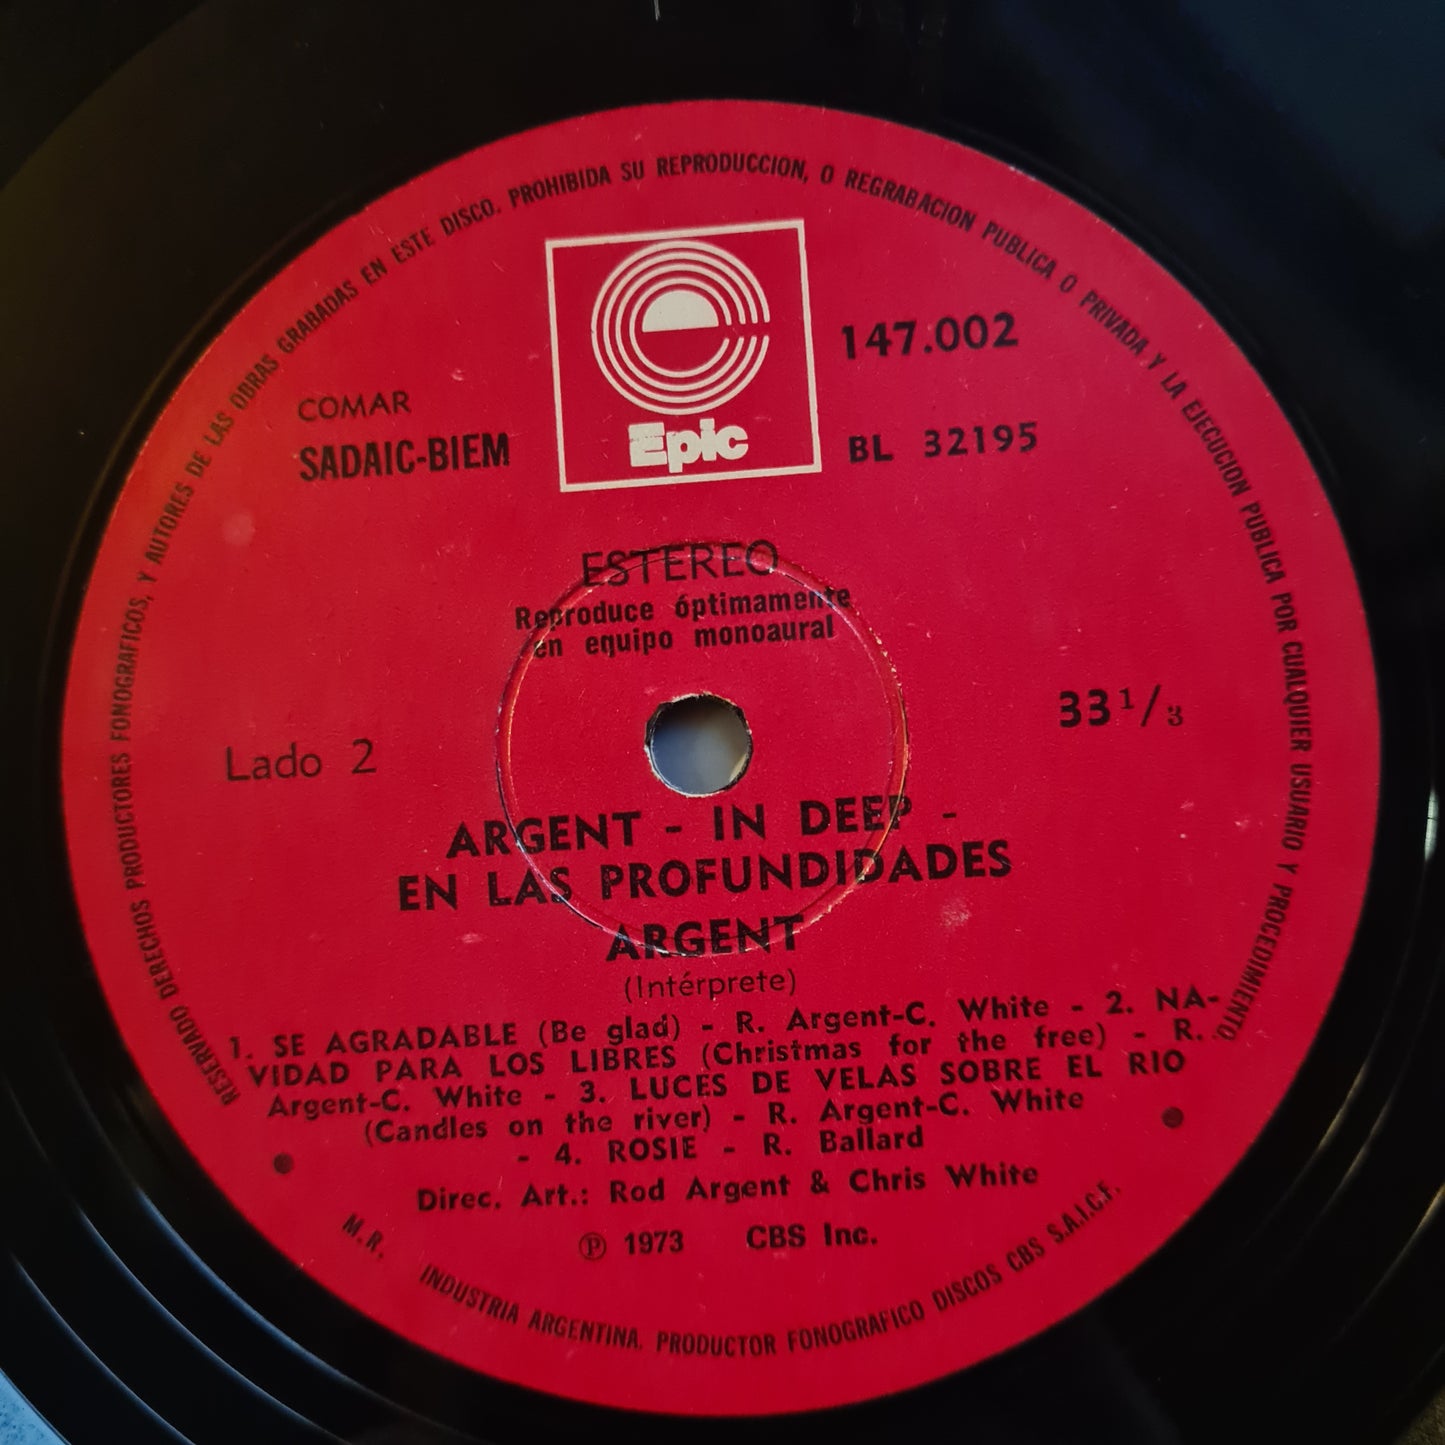 RESERVADO DERECHOS PRODUCTORES FONOGRAFICOS, Y AUTORES DE LAS OBRAS GRABADAS EN ESTE DISCO. PROHIBIDA SU REPRODUCCION, O REGRABACION PUBLICA O PRIVADA Y LA EJECUCION PUBLICA POR CUALQUIER USUARIO Y PROCEDIMIENTO.
Epic
147.002
COMAR
SADAIC-BIEM
BL 32195
ESTEREO
Reproduce óptimamente
en equipo monoaural
33 1/3
Lado 2
ARGENT - IN DEEP -
EN LAS PROFUNDIDADES
ARGENT
(Intérprete)
1. SE AGRADABLE (Be glad) - R. Argent-C. White - 2. NA-
VIDAD PARA LOS LIBRES (Christmas for the free) - R.
Argent-C. White - 3. LUCES DE VELAS SOBRE EL RIO
(Candles on the river) - R. Argent-C. White
- 4. ROSIE - R. Ballard
Direc. Art.: Rod Argent & Chris White
Ⓟ 1973 CBS Inc.
M.R.
INDUSTRIA ARGENTINA. PRODUCTOR FONOGRAFICO DISCOS CBS S.A.I.C.F.